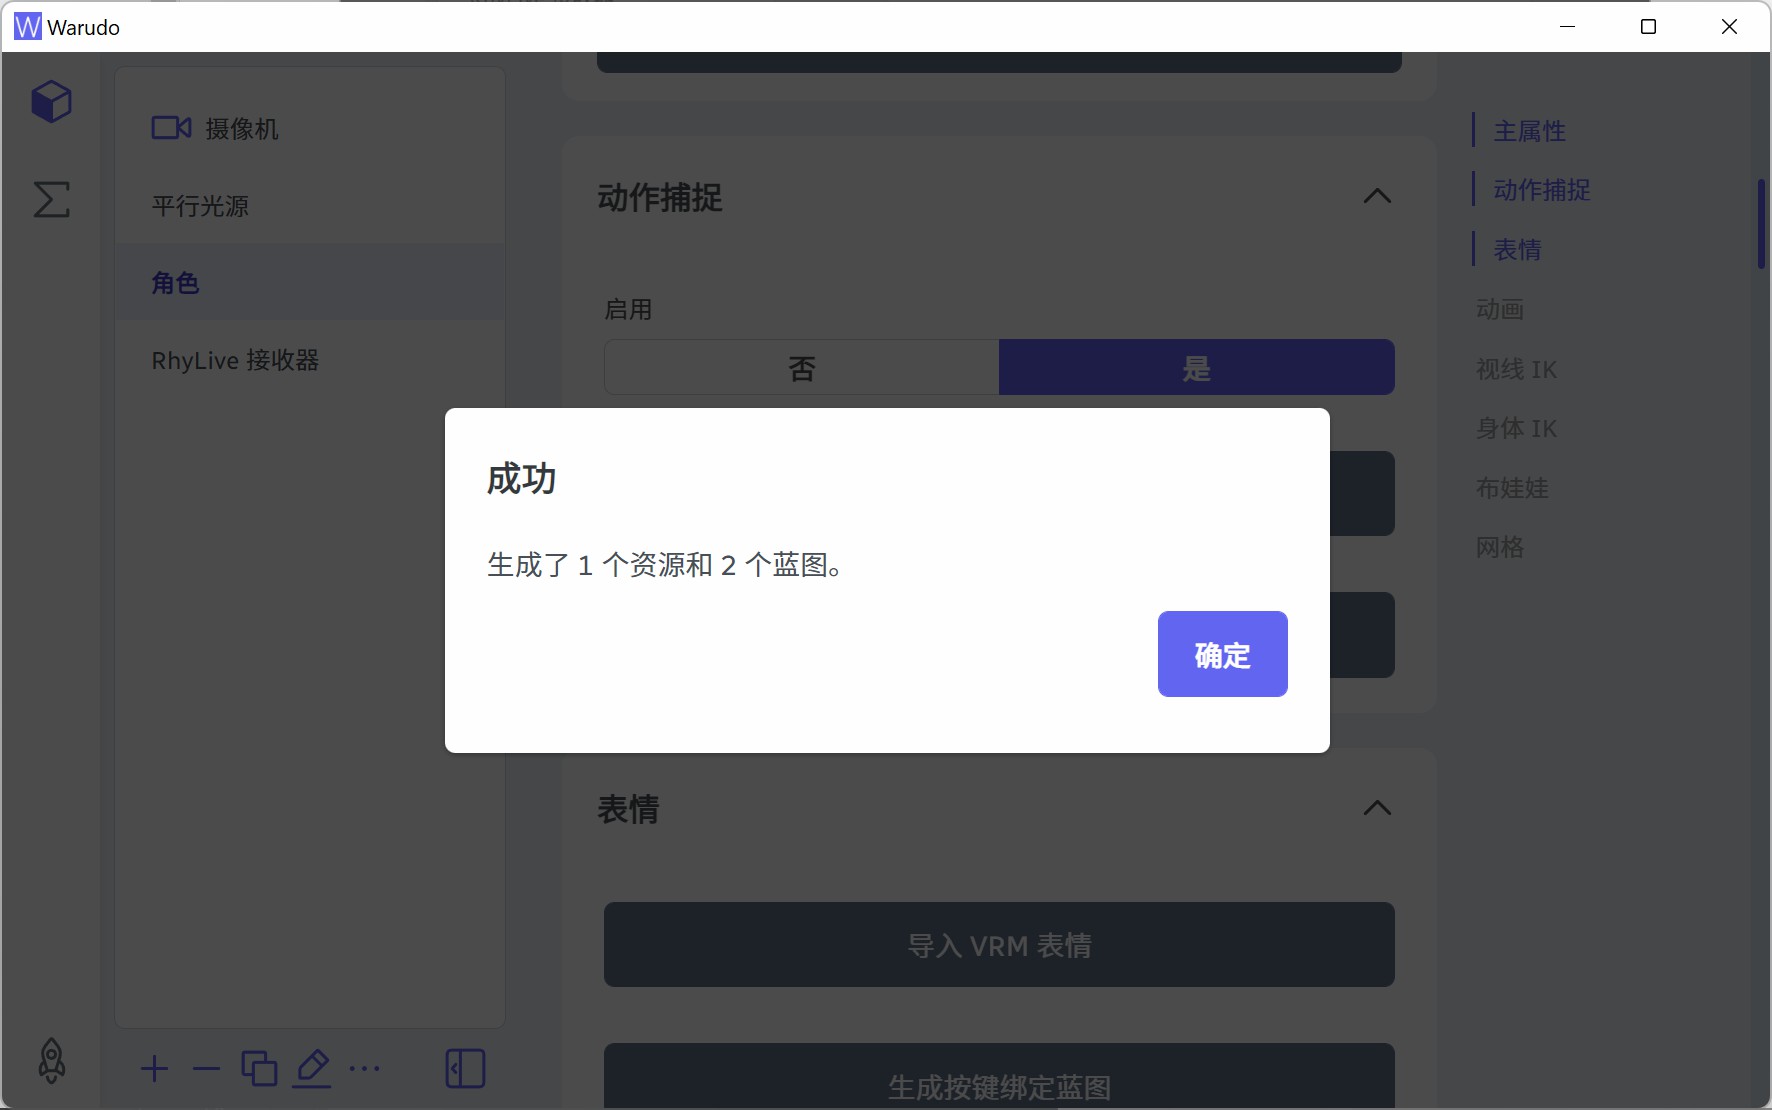 Warudo
摄像机
平行光源
角色
RhyLive 接收器
动作捕捉
启用
否
是
成功
生成了 1 个资源和 2 个蓝图。
确定
表情
导入 VRM 表情
生成按键绑定蓝图
主属性
动作捕捉
表情
动画
视线 IK
身体 IK
布娃娃
网格